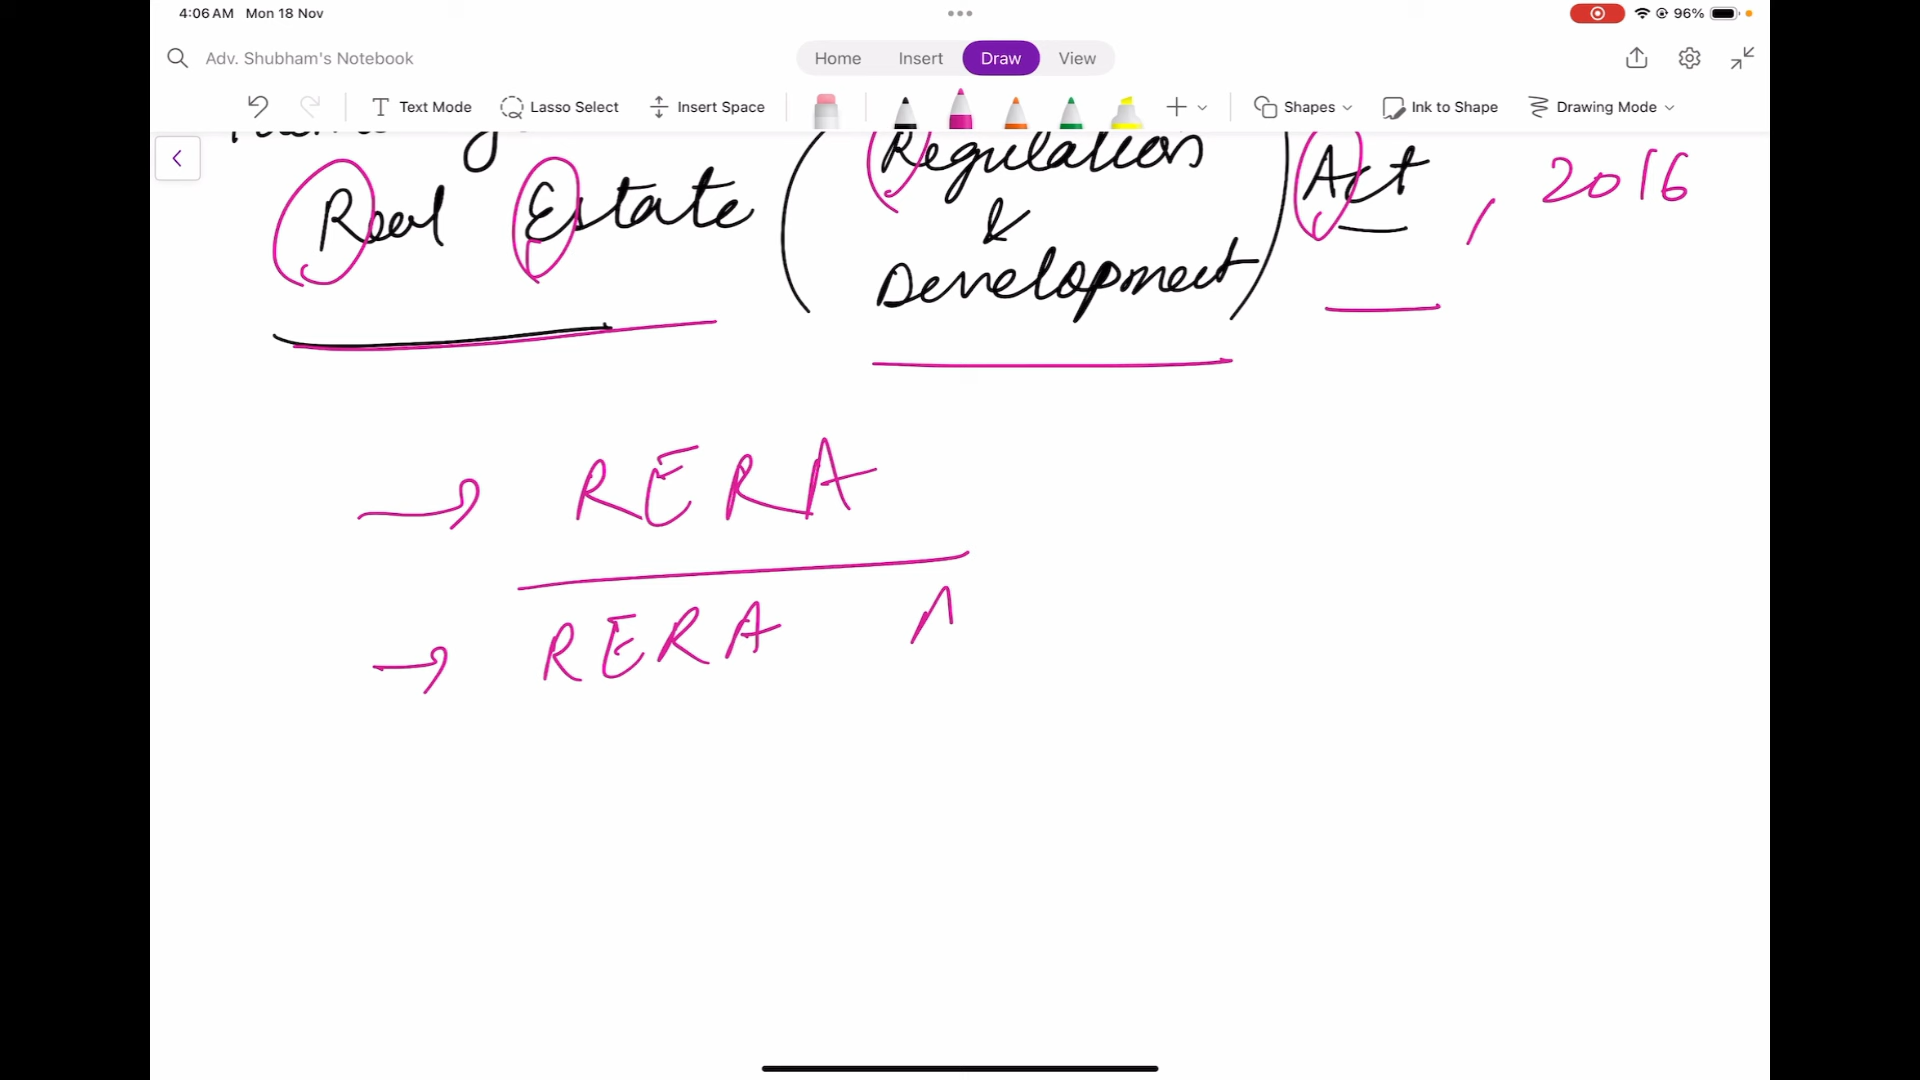 4:06 AM Mon 18 Nov
96%
Adv. Shubham's Notebook
Home Insert Draw View
Text Mode Lasso Select Insert Space Shapes Ink to Shape Drawing Mode
Real Estate ( Regulation & Development ) Act , 2016
→ RERA
→ RERA